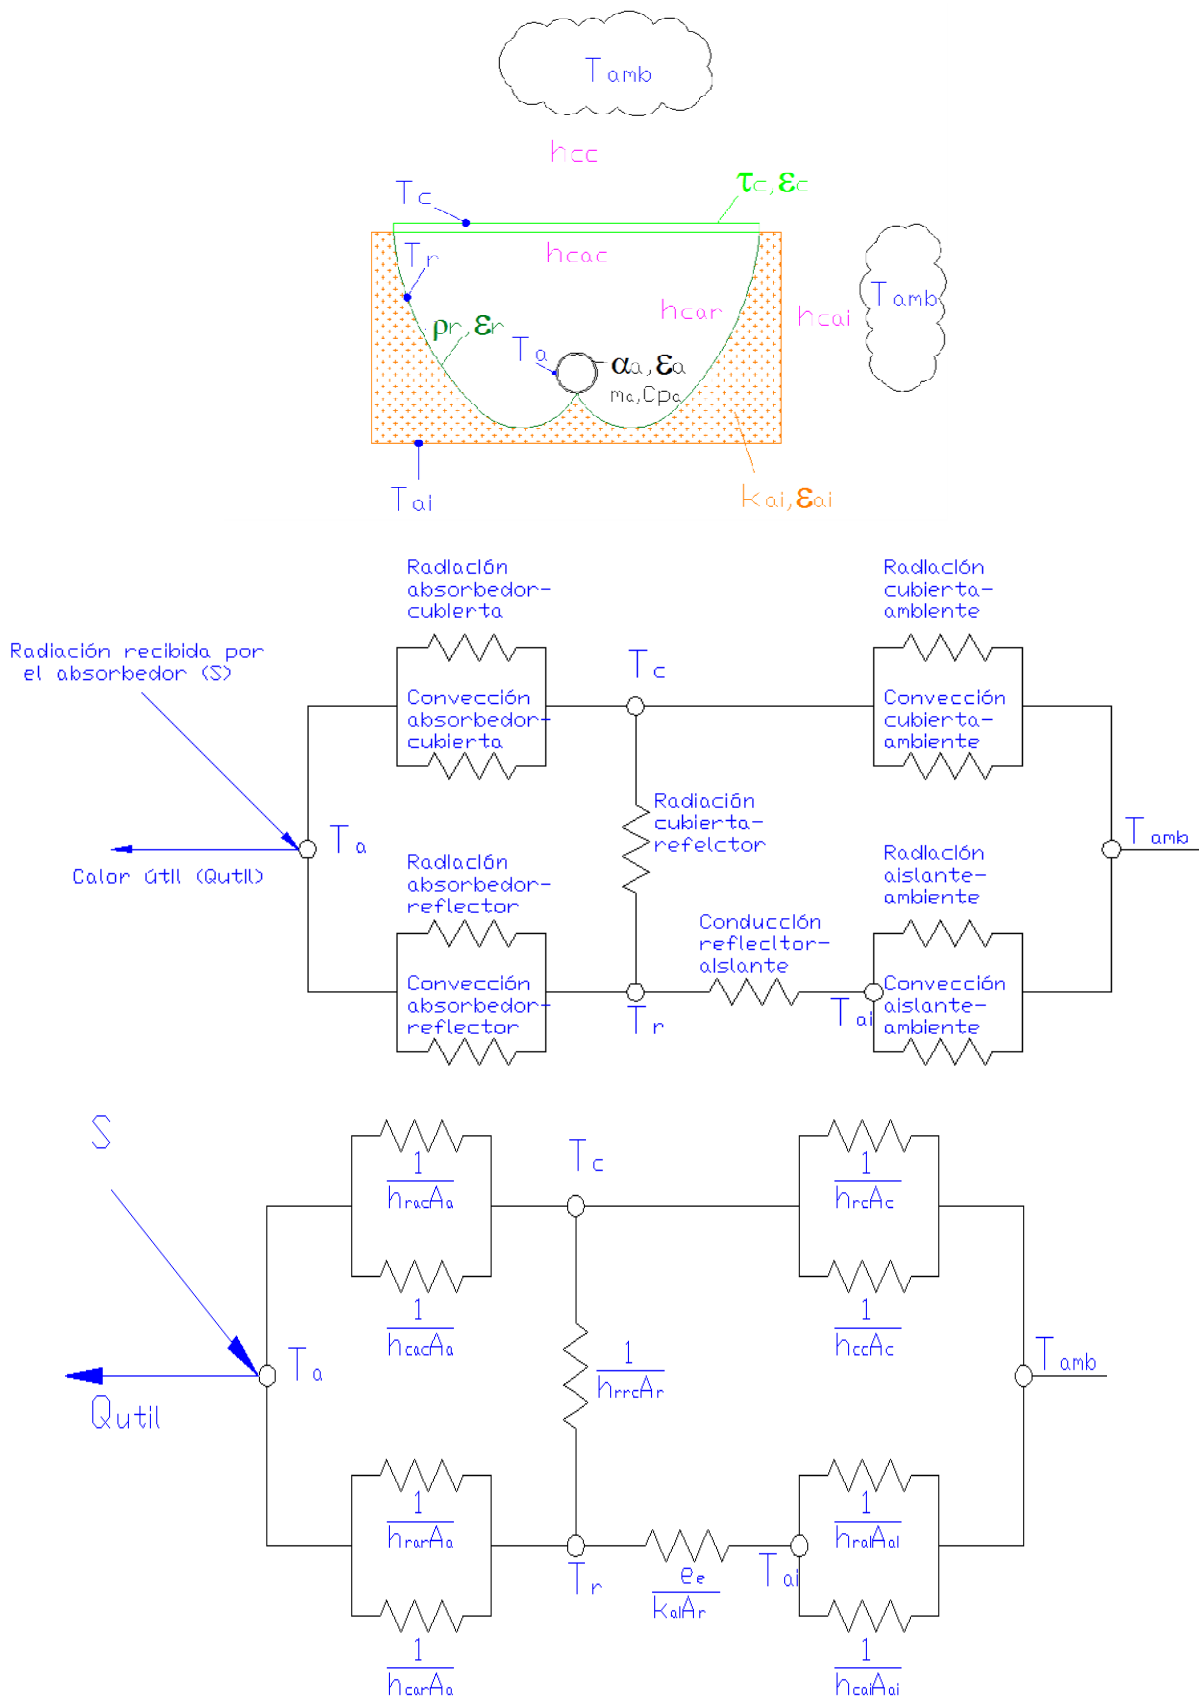 Tamb
hcc
τc,εc
Tc
hcac
Tr
hcar
hcai
Tamb
ρr,εr
Ta
αa,εa
ma,Cpa
Tai
kai,εai
Radiación
absorbedor-
cubierta
Radiación
cubierta-
ambiente
Radiación recibida por
el absorbedor (S)
Tc
Convección
absorbedor-
cubierta
Convección
cubierta-
ambiente
Radiación
cubierta-
refelctor
Ta
Tamb
Calor útil (Qutil)
Radiación
absorbedor-
reflector
Radiación
aislante-
ambiente
Conducción
reflecltor-
aislante
Convección
absorbedor-
reflector
Tr
Tai
Convección
aislante-
ambiente
S
Tc
1
hracAa
1
hrcAc
1
hcacAa
1
hccAc
Ta
1
hrrcAr
Tamb
Qutil
1
hrarAa
1
hraiAai
Tr
ee
kaiAr
Tai
1
hcarAa
1
hcaiAai